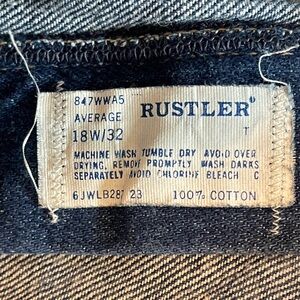 847WWA5
AVERAGE
RUSTLER
18W/32 T
MACHINE WASH TUMBLE DRY AVOID OVER
DRYING, REMOVE PROMPTLY WASH DARKS
SEPARATELY AVOID CHLORINE BLEACH C
23 100% COTTON